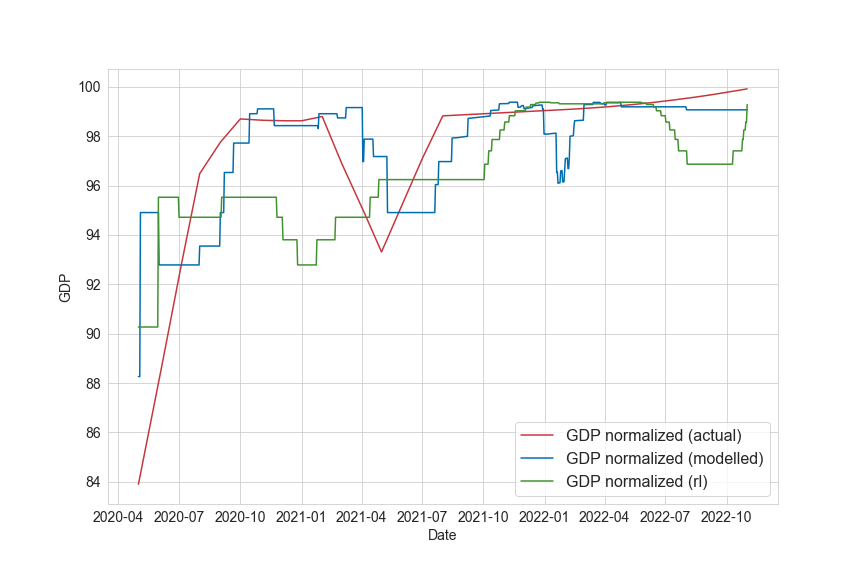 100
98
96
94
92
90
88
86
84
GDP
GDP normalized (actual)
GDP normalized (modelled)
GDP normalized (rl)
2020-04 2020-07 2020-10 2021-01 2021-04 2021-07 2021-10 2022-01 2022-04 2022-07 2022-10
Date